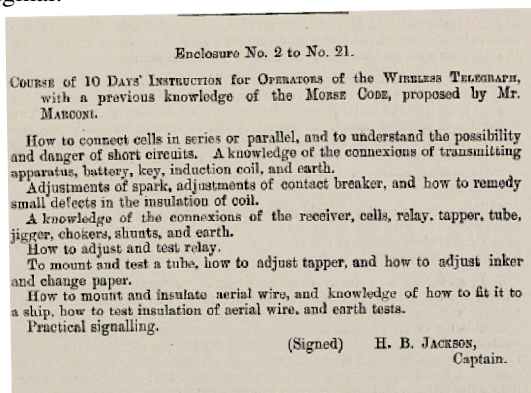 Enclosure No. 2 to No. 21.
COURSE of 10 DAYS' INSTRUCTION for OPERATORS of the WIRELESS TELEGRAPH,
with a previous knowledge of the MORSE CODE, proposed by Mr.
MARCONI.
How to connect cells in series or parallel, and to understand the possibility
and danger of short circuits. A knowledge of the connexions of transmitting
apparatus, battery, key, induction coil, and earth.
Adjustments of spark, adjustments of contact breaker, and how to remedy
small defects in the insulation of coil.
A knowledge of the connexions of the receiver, cells, relay, tapper, tube,
jigger, chokers, shunts, and earth.
How to adjust and test relay.
To mount and test a tube, how to adjust tapper, and how to adjust inker
and change paper.
How to mount and insulate aerial wire, and knowledge of how to fit it to
a ship, how to test insulation of aerial wire, and earth tests.
Practical signalling.
(Signed) H. B. JACKSON,
Captain.